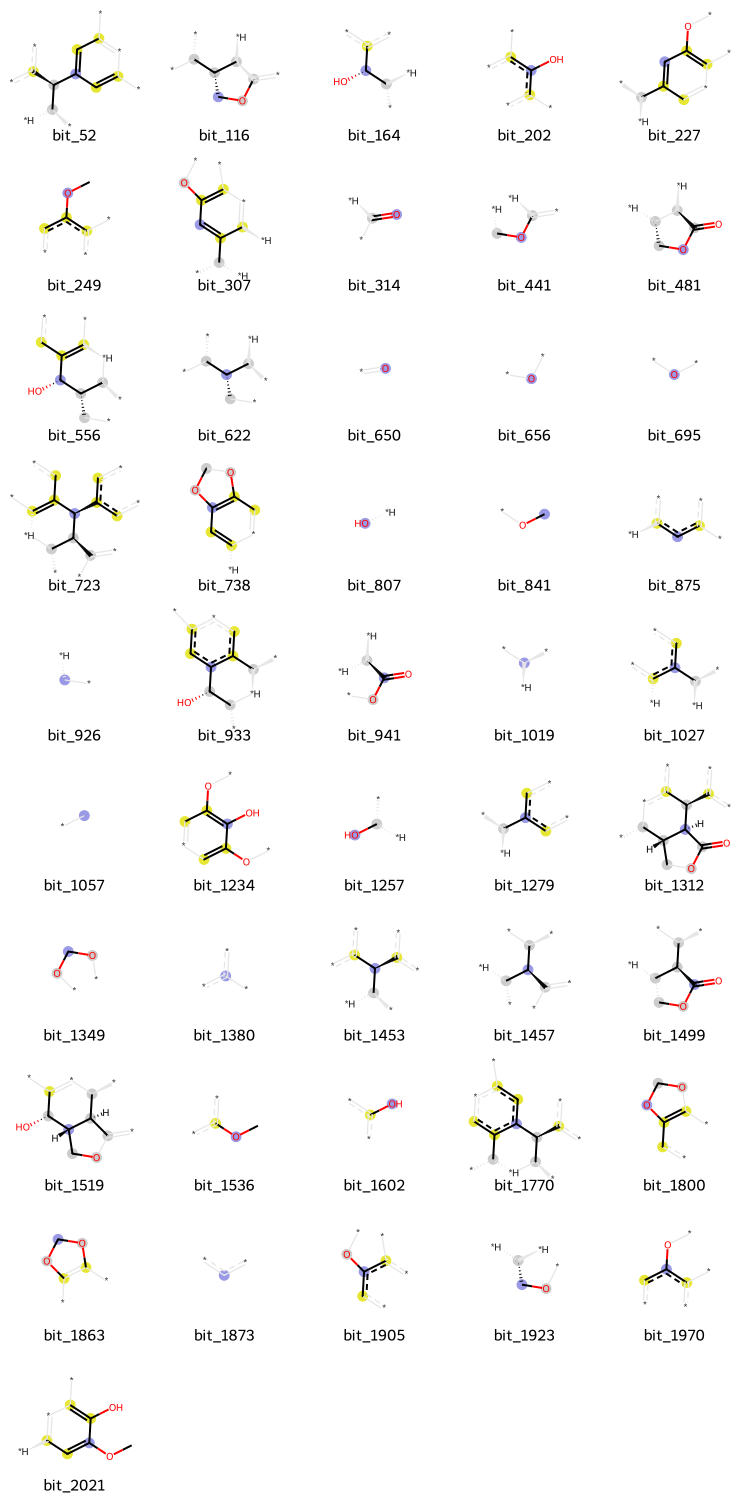 bit_52 bit_116 bit_164 bit_202 bit_227
bit_249 bit_307 bit_314 bit_441 bit_481
bit_556 bit_622 bit_650 bit_656 bit_695
bit_723 bit_738 bit_807 bit_841 bit_875
bit_926 bit_933 bit_941 bit_1019 bit_1027
bit_1057 bit_1234 bit_1257 bit_1279 bit_1312
bit_1349 bit_1380 bit_1453 bit_1457 bit_1499
bit_1519 bit_1536 bit_1602 bit_1770 bit_1800
bit_1863 bit_1873 bit_1905 bit_1923 bit_1970
bit_2021